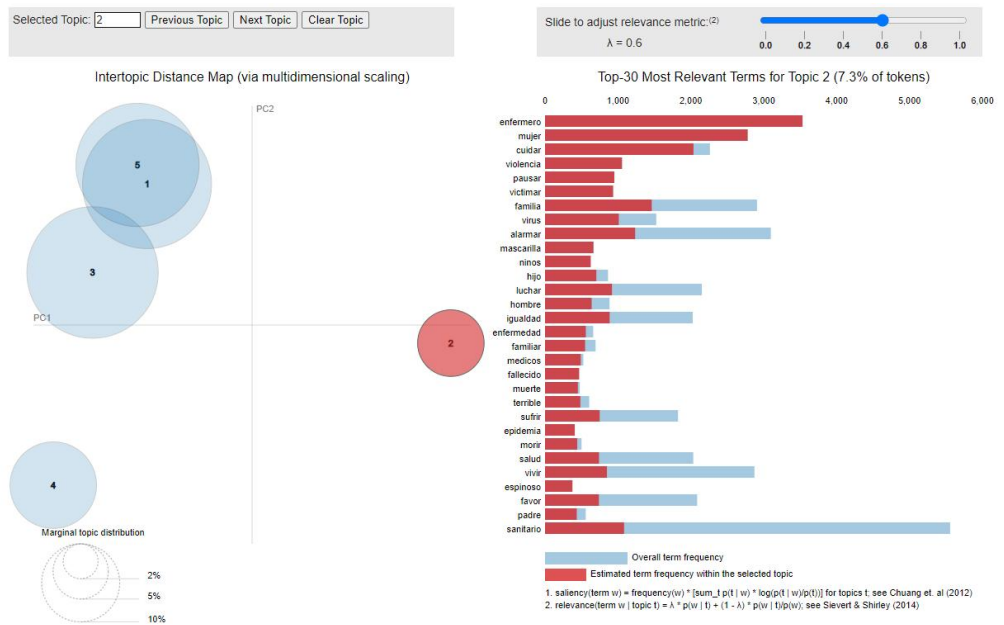 Selected Topic: 2 Previous Topic Next Topic Clear Topic
Slide to adjust relevance metric:(2)
λ = 0.6
0.0 0.2 0.4 0.6 0.8 1.0
Intertopic Distance Map (via multidimensional scaling)
PC2
PC1
5
1
3
2
4
Marginal topic distribution
2%
5%
10%
Top-30 Most Relevant Terms for Topic 2 (7.3% of tokens)
0 1,000 2,000 3,000 4,000 5,000 6,000
enfermero
mujer
cuidar
violencia
pausar
victimar
familia
virus
alarmar
mascarilla
ninos
hijo
luchar
hombre
igualdad
enfermedad
familiar
medicos
fallecido
muerte
terrible
sufrir
epidemia
morir
salud
vivir
espinoso
favor
padre
sanitario
Overall term frequency
Estimated term frequency within the selected topic
1. saliency(term w) = frequency(w) * [sum_t p(t | w) * log(p(t | w)/p(t))] for topics t; see Chuang et. al (2012)
2. relevance(term w | topic t) = λ * p(w | t) + (1 - λ) * p(w | t)/p(w); see Sievert & Shirley (2014)